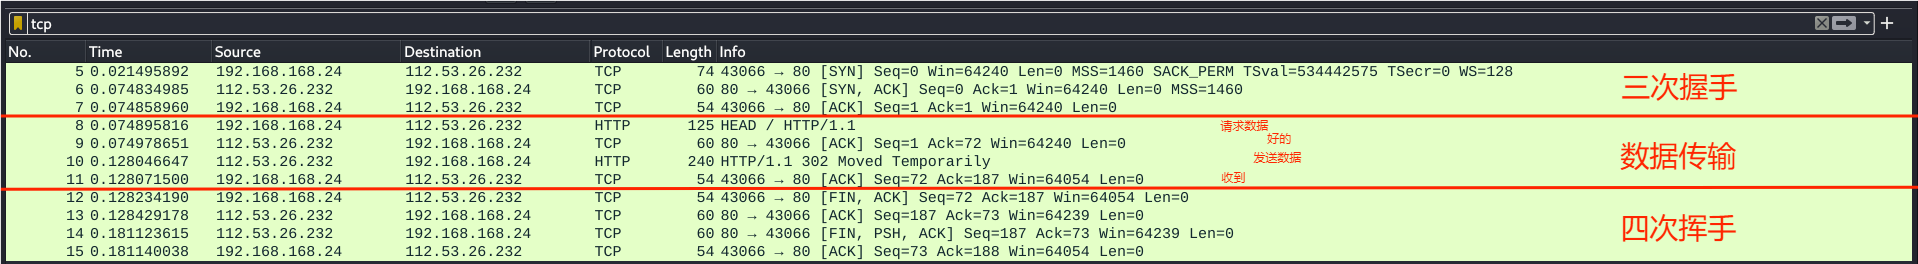 tcp
No. Time Source Destination Protocol Length Info
5 0.021495892 192.168.168.24 112.53.26.232 TCP 74 43066 → 80 [SYN] Seq=0 Win=64240 Len=0 MSS=1460 SACK_PERM TSval=534442575 TSecr=0 WS=128
6 0.074834985 112.53.26.232 192.168.168.24 TCP 60 80 → 43066 [SYN, ACK] Seq=0 Ack=1 Win=64240 Len=0 MSS=1460
三次握手
7 0.074858960 192.168.168.24 112.53.26.232 TCP 54 43066 → 80 [ACK] Seq=1 Ack=1 Win=64240 Len=0
8 0.074895816 192.168.168.24 112.53.26.232 HTTP 125 HEAD / HTTP/1.1 请求数据
9 0.074978651 112.53.26.232 192.168.168.24 TCP 60 80 → 43066 [ACK] Seq=1 Ack=72 Win=64240 Len=0 好的
10 0.128046647 112.53.26.232 192.168.168.24 HTTP 240 HTTP/1.1 302 Moved Temporarily 发送数据
数据传输
11 0.128071500 192.168.168.24 112.53.26.232 TCP 54 43066 → 80 [ACK] Seq=72 Ack=187 Win=64054 Len=0 收到
12 0.128234190 192.168.168.24 112.53.26.232 TCP 54 43066 → 80 [FIN, ACK] Seq=72 Ack=187 Win=64054 Len=0
13 0.128429178 112.53.26.232 192.168.168.24 TCP 60 80 → 43066 [ACK] Seq=187 Ack=73 Win=64239 Len=0
14 0.181123615 112.53.26.232 192.168.168.24 TCP 60 80 → 43066 [FIN, PSH, ACK] Seq=187 Ack=73 Win=64239 Len=0
四次挥手
15 0.181140038 192.168.168.24 112.53.26.232 TCP 54 43066 → 80 [ACK] Seq=73 Ack=188 Win=64054 Len=0